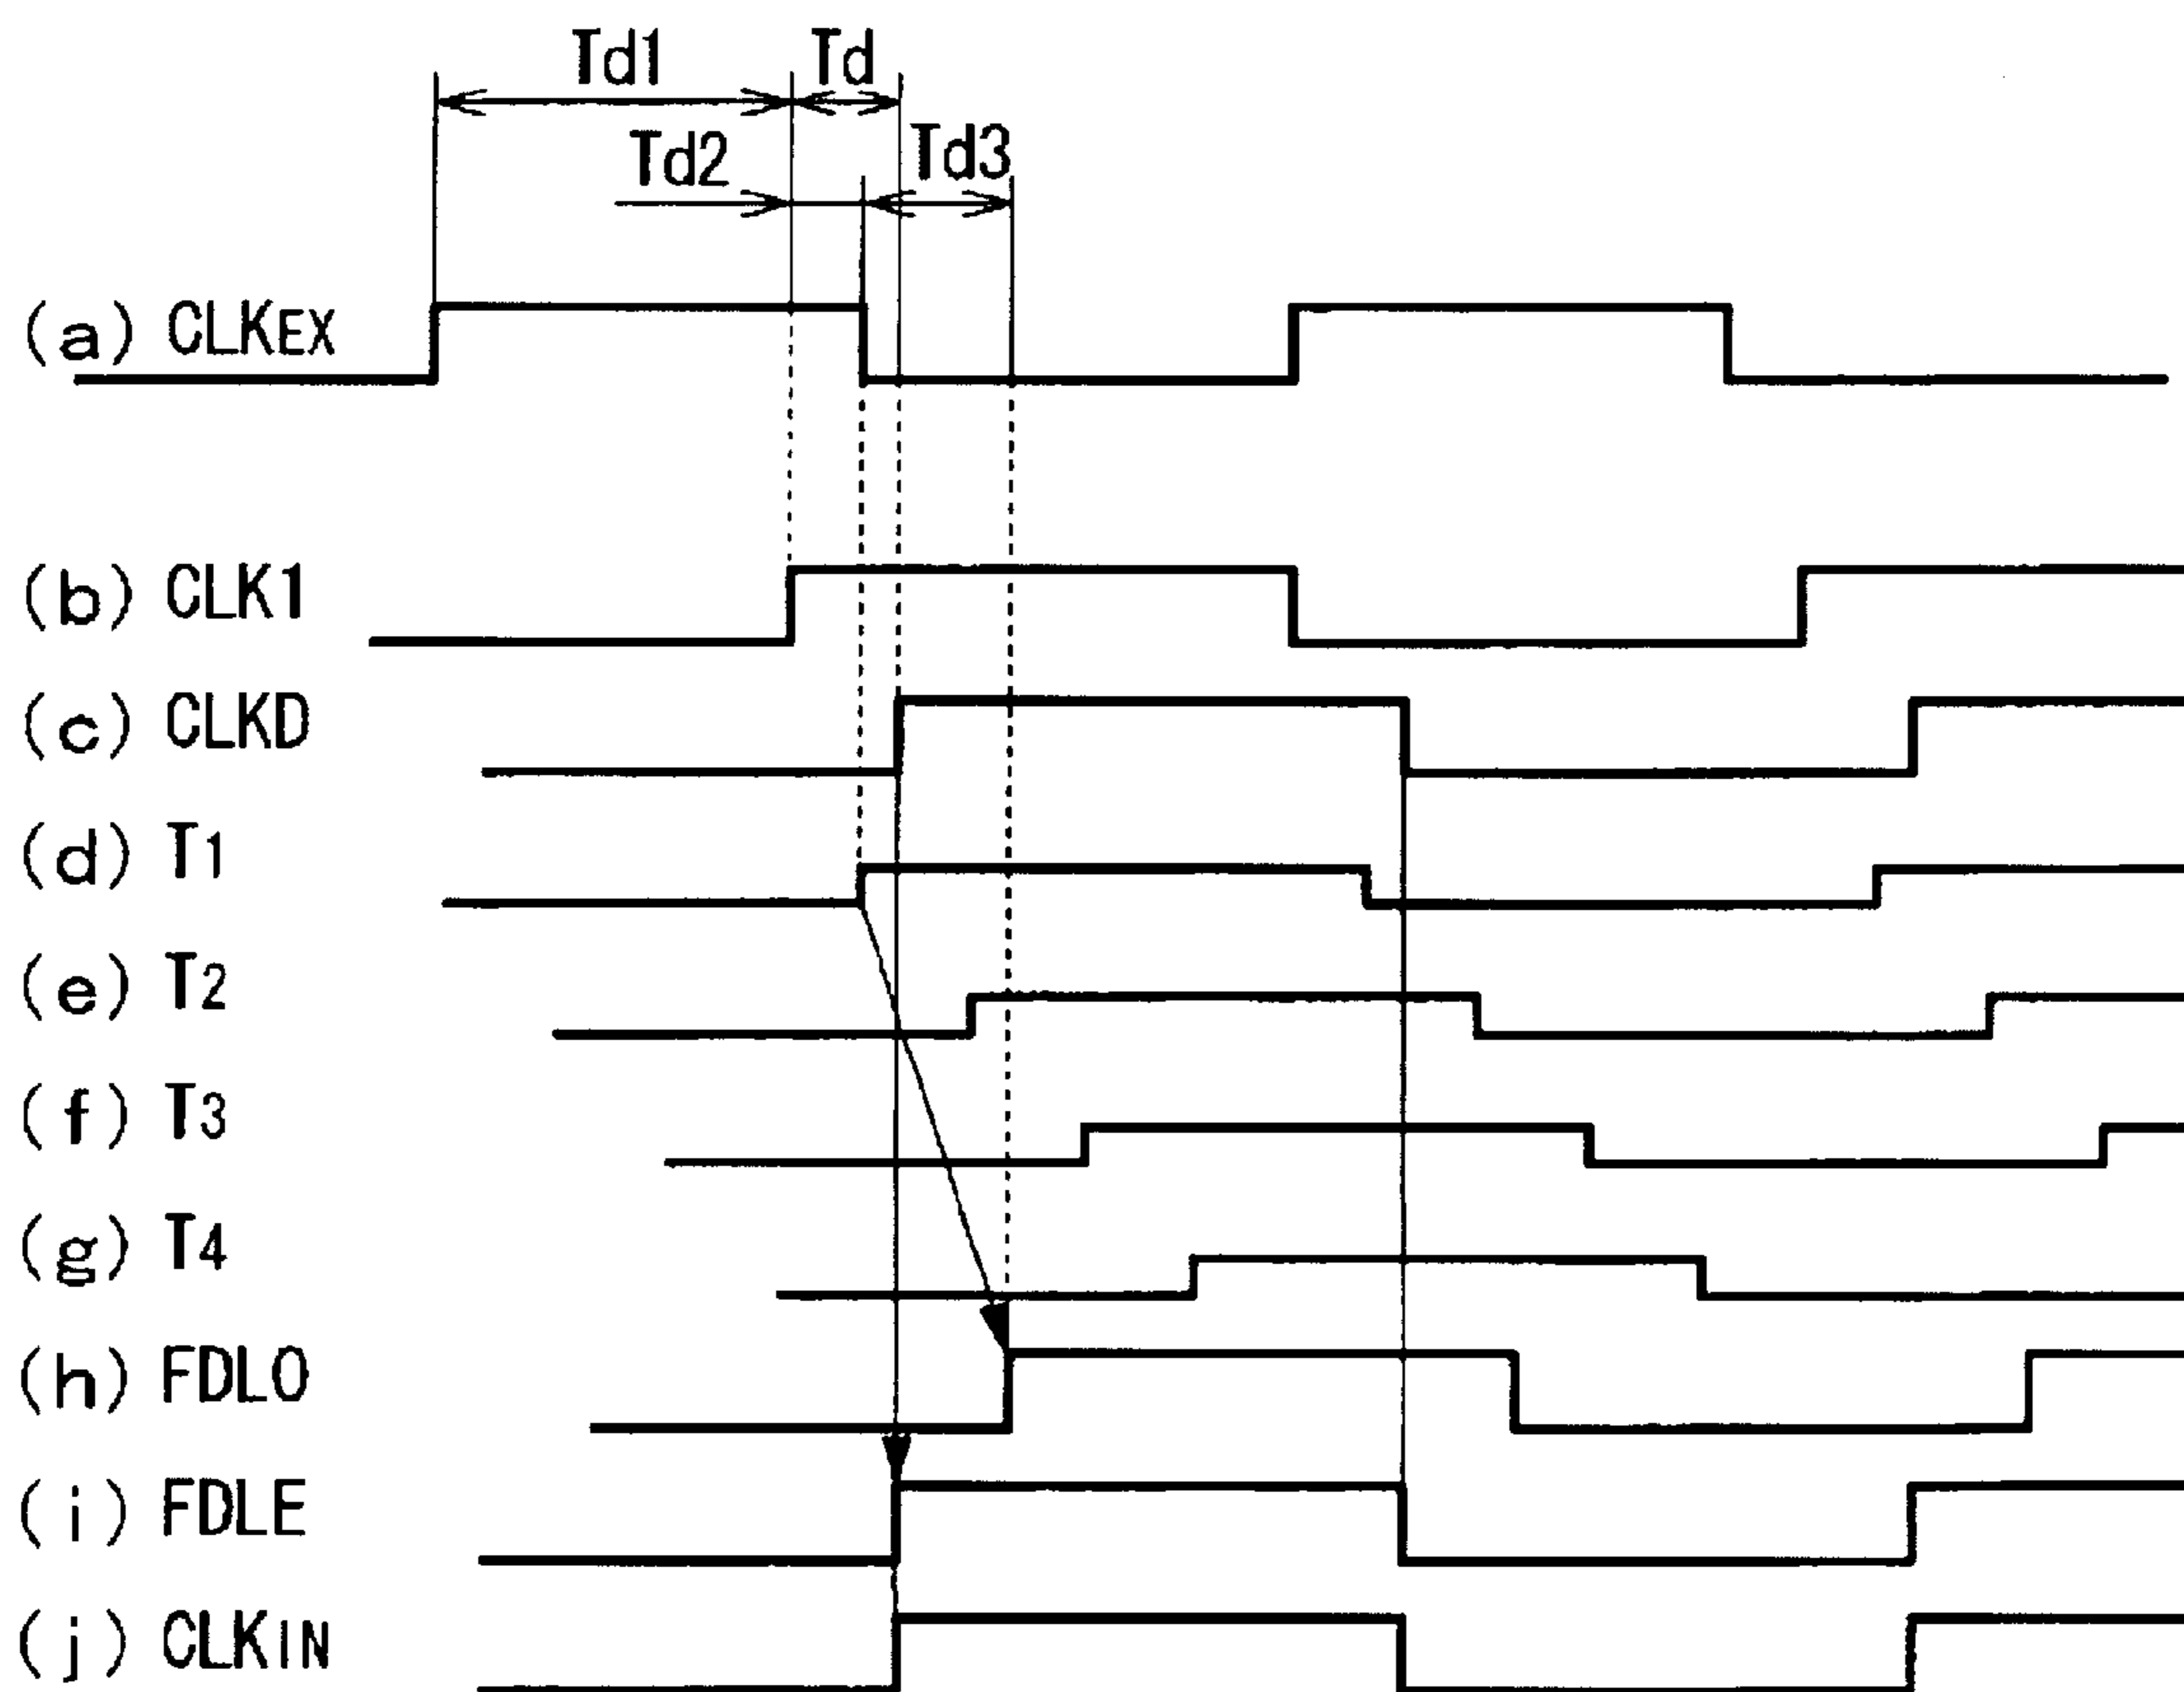 Td1 Td
Td2 Td3
(a) CLKEX
(b) CLK1
(c) CLKD
(d) T1
(e) T2
(f) T3
(g) T4
(h) FDLO
(i) FDLE
(j) CLKIN